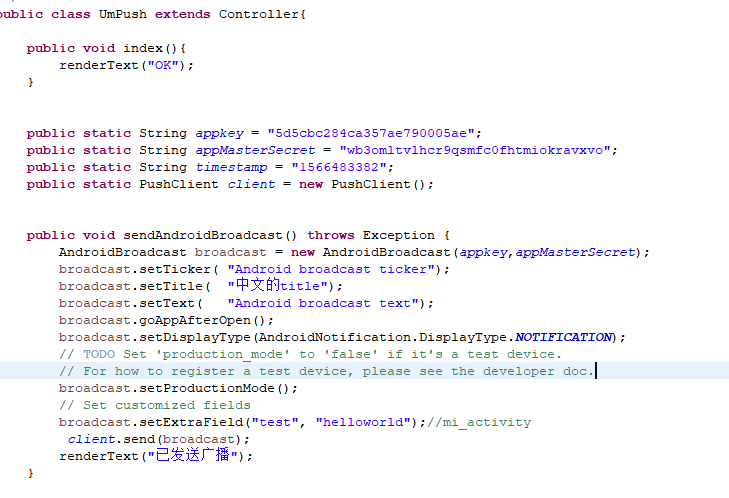 public class UmPush extends Controller{
public void index(){
renderText("OK");
}
public static String appkey = "5d5cbc284ca357ae790005ae";
public static String appMasterSecret = "wb3omltvlhcr9qsmfc0fhtmiokravxvo";
public static String timestamp = "1566483382";
public static PushClient client = new PushClient();
public void sendAndroidBroadcast() throws Exception {
AndroidBroadcast broadcast = new AndroidBroadcast(appkey,appMasterSecret);
broadcast.setTicker( "Android broadcast ticker");
broadcast.setTitle(  "中文的title");
broadcast.setText(   "Android broadcast text");
broadcast.goAppAfterOpen();
broadcast.setDisplayType(AndroidNotification.DisplayType.NOTIFICATION);
// TODO Set 'production_mode' to 'false' if it's a test device.
// For how to register a test device, please see the developer doc.
broadcast.setProductionMode();
// Set customized fields
broadcast.setExtraField("test", "helloworld");//mi_activity
client.send(broadcast);
renderText("已发送广播");
}